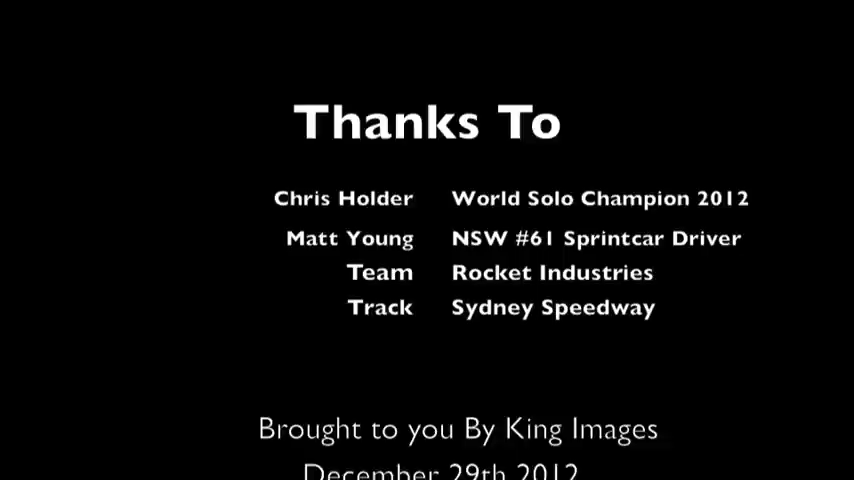 Thanks To
Chris Holder World Solo Champion 2012
Matt Young NSW #61 Sprintcar Driver
Team Rocket Industries
Track Sydney Speedway
Brought to you By King Images
December 29th 2012